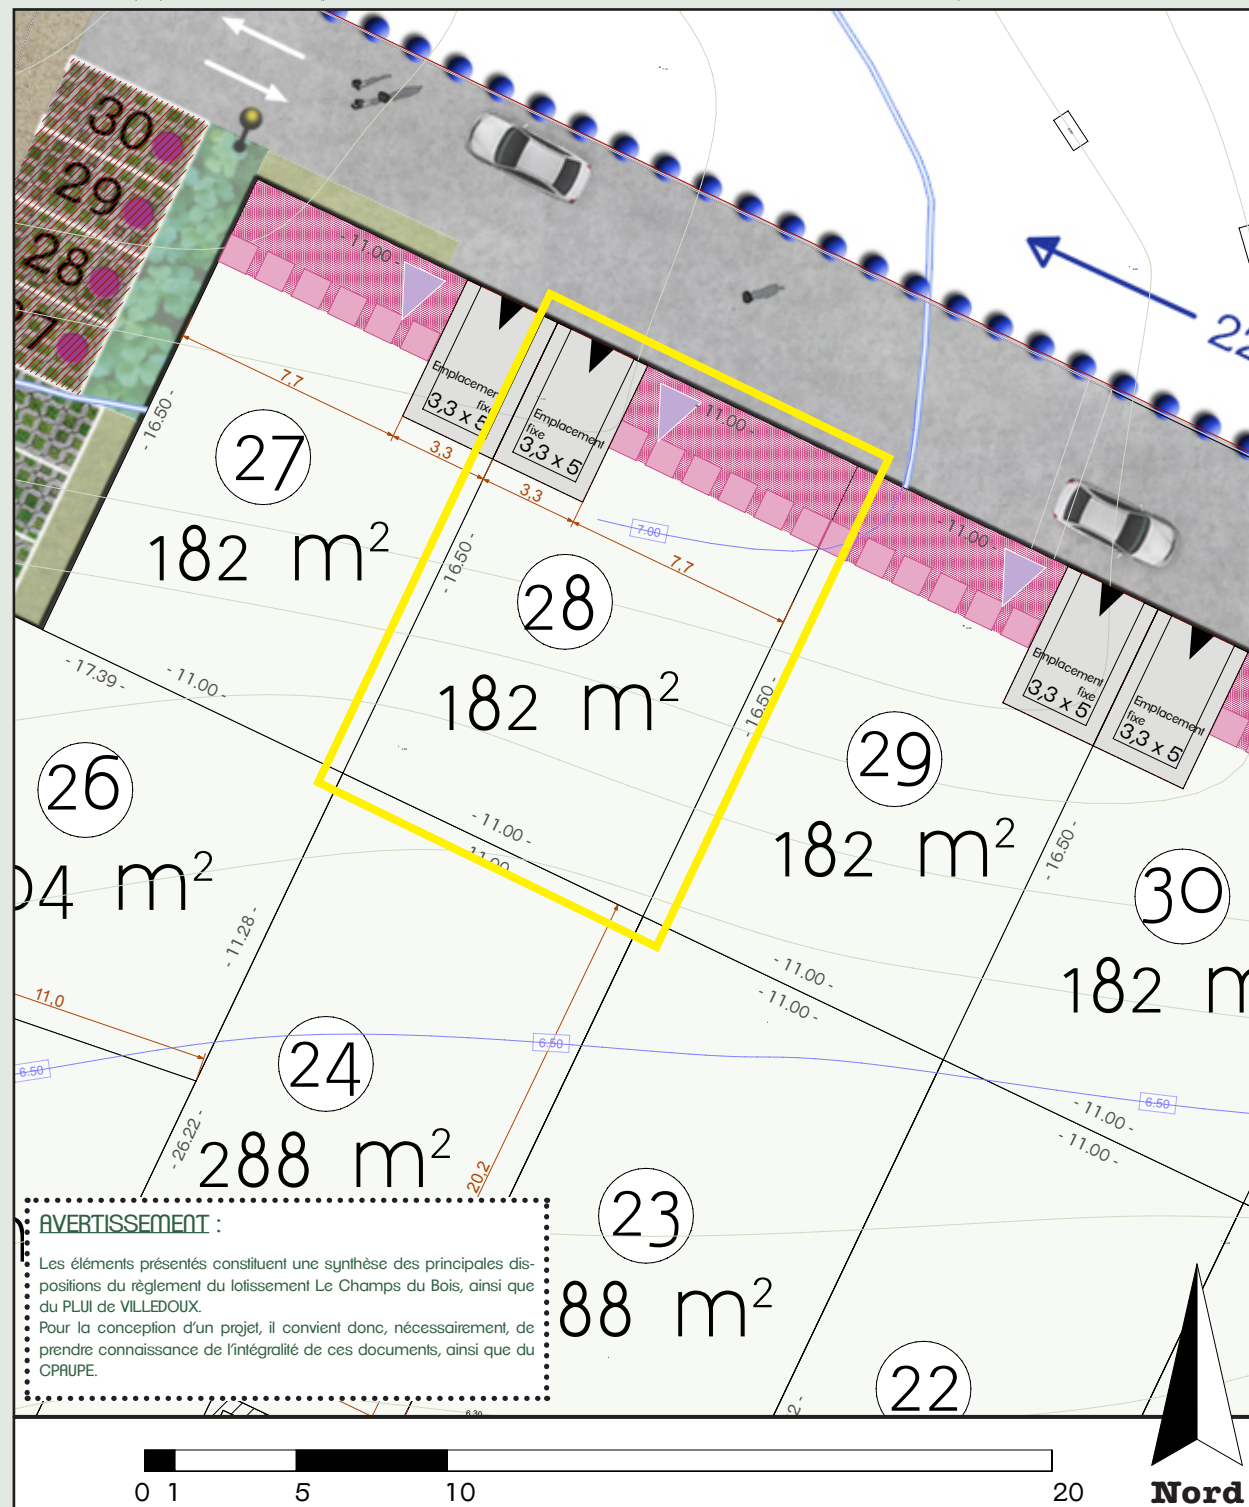 30
29
28
- 11.00 -
Emplacement
fixe
3,3 x 5
Emplacement
fixe
3,3 x 5
- 11.00 -
- 11.00 -
Emplacement
fixe
3,3 x 5
Emplacement
fixe
3,3 x 5
7,7
3,3
3,3
7,7
7.00
- 16.50 -
27
182 m²
- 16.50 -
28
182 m²
- 16.50 -
29
182 m²
- 16.50 -
30
182
- 17.39 -
- 11.00 -
26
4 m²
- 11.00 -
11.00
- 11.00 -
- 11.00 -
- 11.00 -
- 11.00 -
- 11.28 -
11,0
6.50
6.50
6.50
24
288 m²
- 26.22 -
20,2
23
88 m²
22
AVERTISSEMENT :
Les éléments présentés constituent une synthèse des principales dis-
positions du règlement du lotissement Le Champs du Bois, ainsi que
du PLUI de VILLEDOUX.
Pour la conception d'un projet, il convient donc, nécessairement, de
prendre connaissance de l'intégralité de ces documents, ainsi que du
CPAUPE.
0 1 5 10 20
Nord